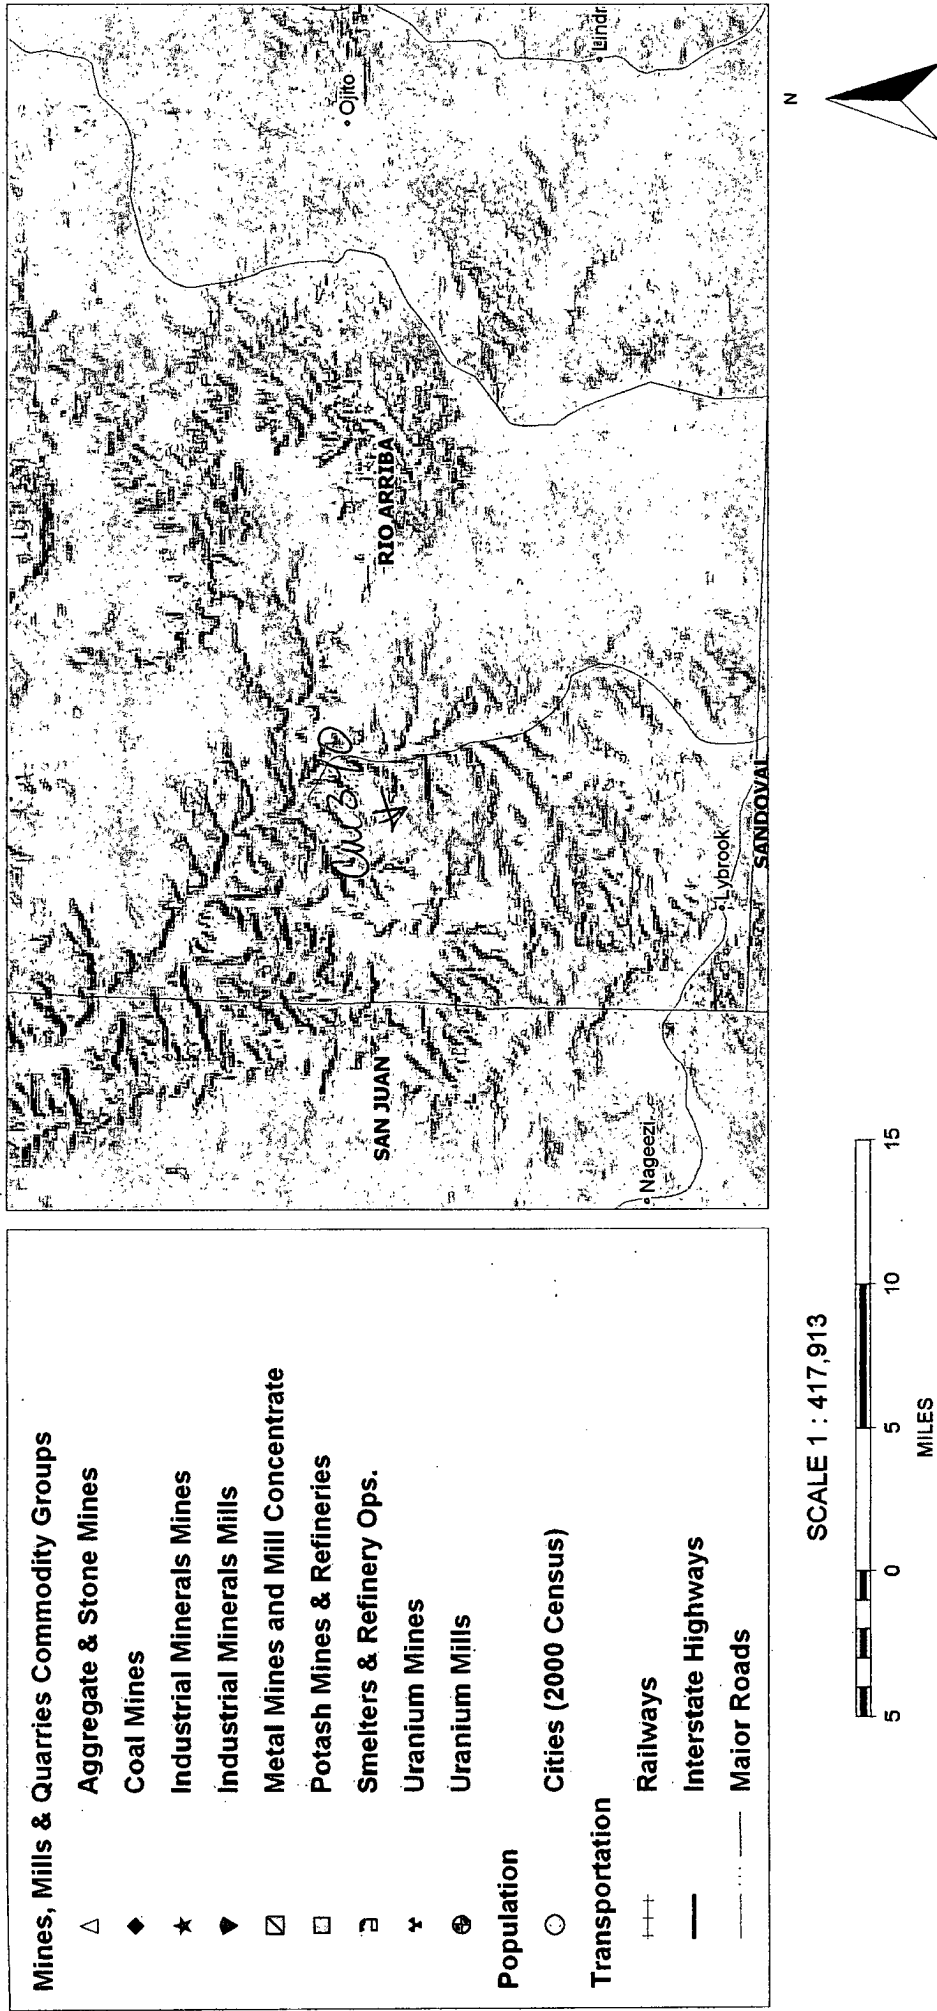 Mines, Mills & Quarries Commodity Groups
Aggregate & Stone Mines
Coal Mines
Industrial Minerals Mines
Industrial Minerals Mills
Metal Mines and Mill Concentrate
Potash Mines & Refineries
Smelters & Refinery Ops.
Uranium Mines
Uranium Mills
Population
Cities (2000 Census)
Transportation
Railways
Interstate Highways
Major Roads
SAN JUAN
RIO ARRIBA
SANDOVAL
Nageezi
Lybrook
Ojito
Lindr
N
SCALE 1 : 417,913
5 0 5 10 15
MILES